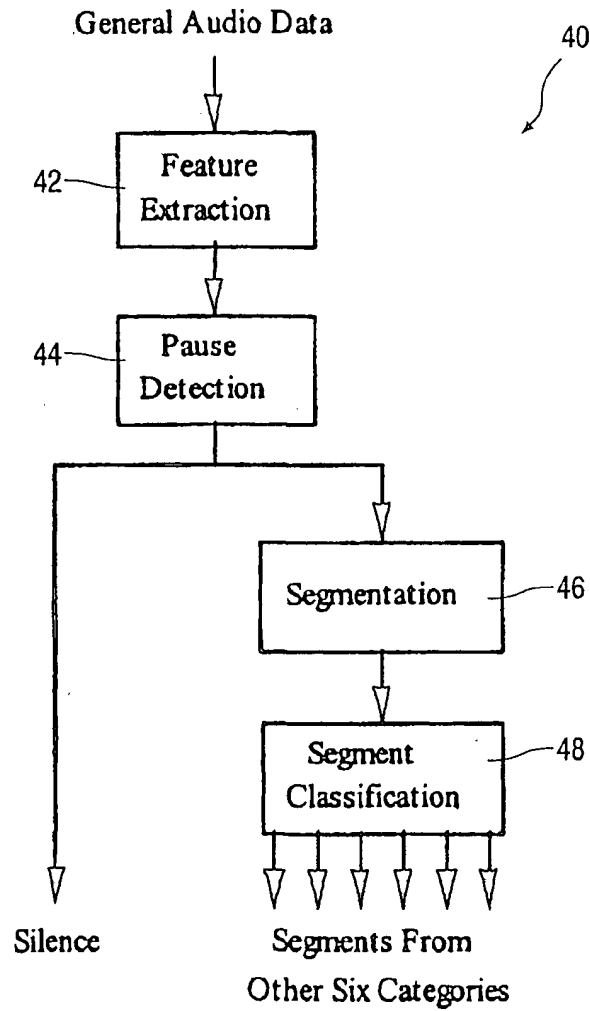 General Audio Data
40
42
Feature
Extraction
44
Pause
Detection
Segmentation
46
Segment
Classification
48
Silence
Segments From
Other Six Categories